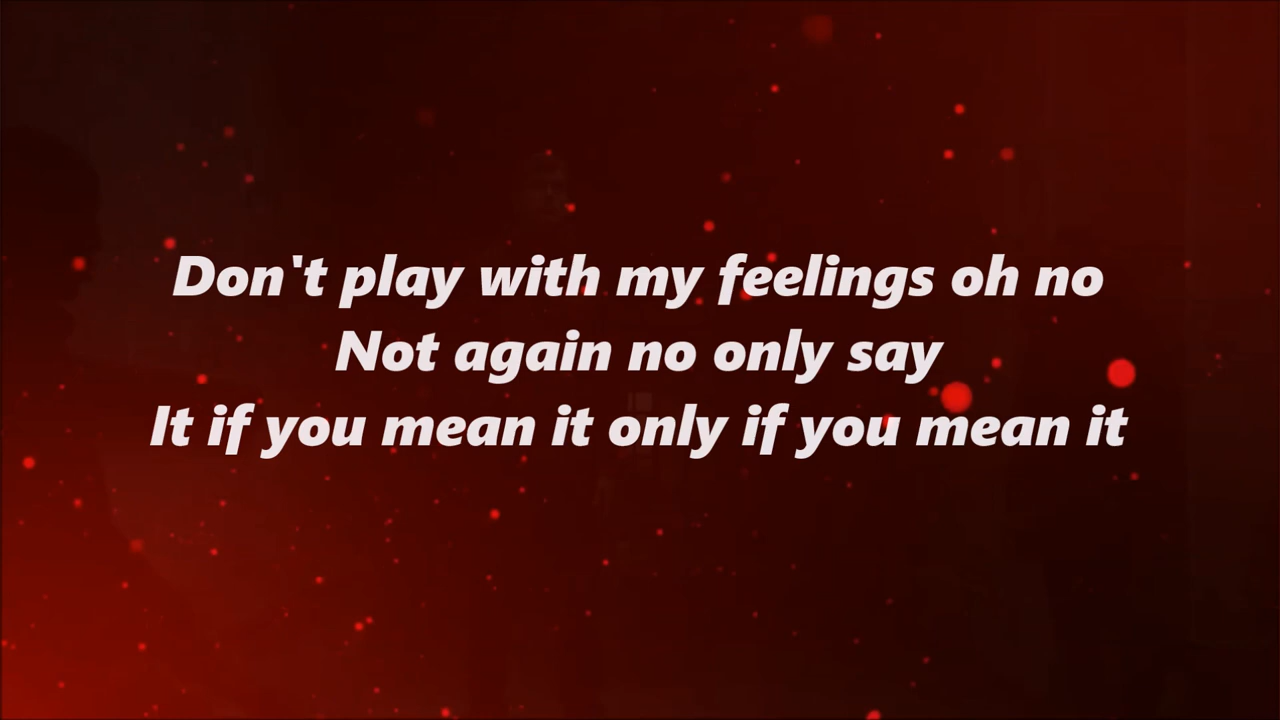 Don't play with my feelings oh no
Not again no only say
It if you mean it only if you mean it